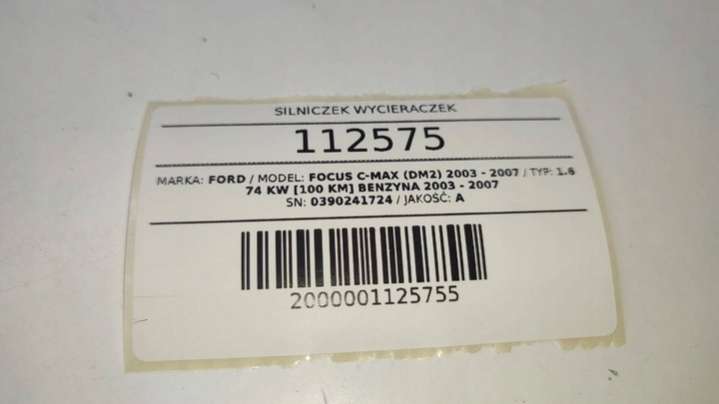 SILNICZEK WYCIERACZEK
112575
MARKA: FORD / MODEL: FOCUS C-MAX (DM2) 2003 - 2007 / TYP: 1.6
74 KW [100 KM] BENZYNA 2003 - 2007
SN: 0390241724 / JAKOŚĆ: A
2000001125755